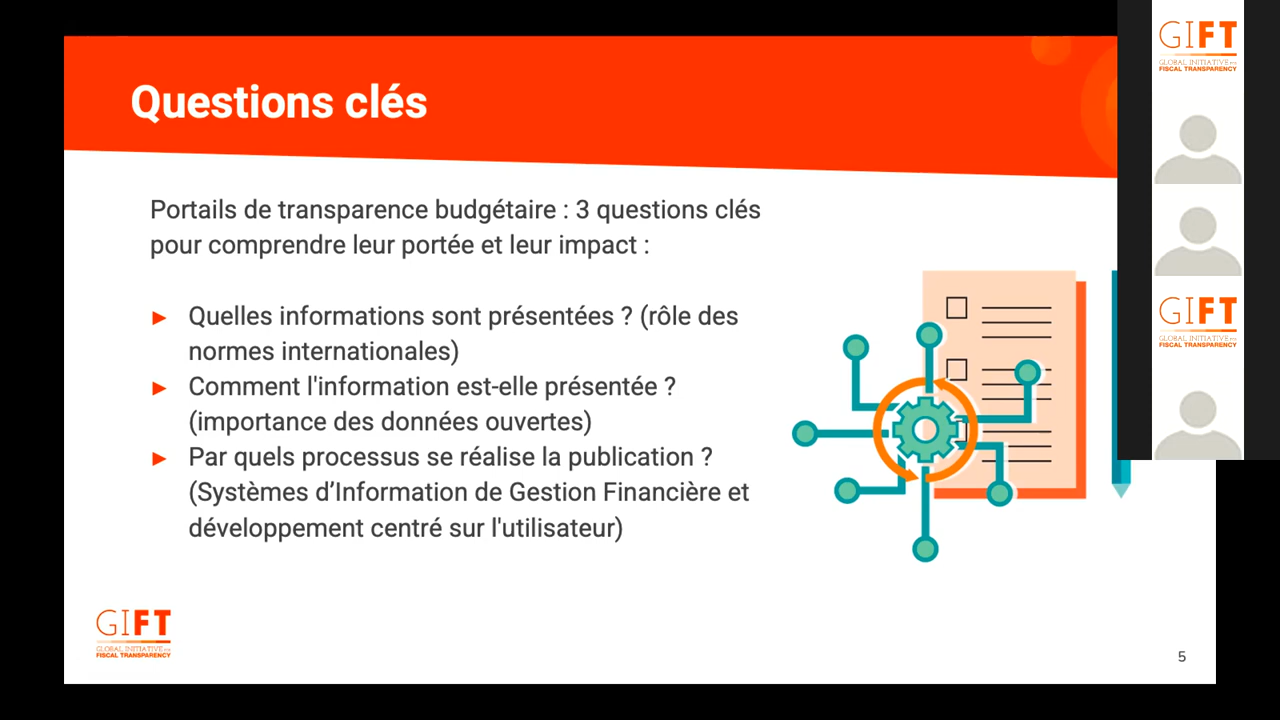 Questions clés
Portails de transparence budgétaire : 3 questions clés
pour comprendre leur portée et leur impact :
► Quelles informations sont présentées ? (rôle des
normes internationales)
► Comment l'information est-elle présentée ?
(importance des données ouvertes)
► Par quels processus se réalise la publication ?
(Systèmes d’Information de Gestion Financière et
développement centré sur l'utilisateur)
GIFT
GLOBAL INITIATIVE FOR
FISCAL TRANSPARENCY
5
GIFT
GLOBAL INITIATIVE FOR
FISCAL TRANSPARENCY
GIFT
GLOBAL INITIATIVE FOR
FISCAL TRANSPARENCY